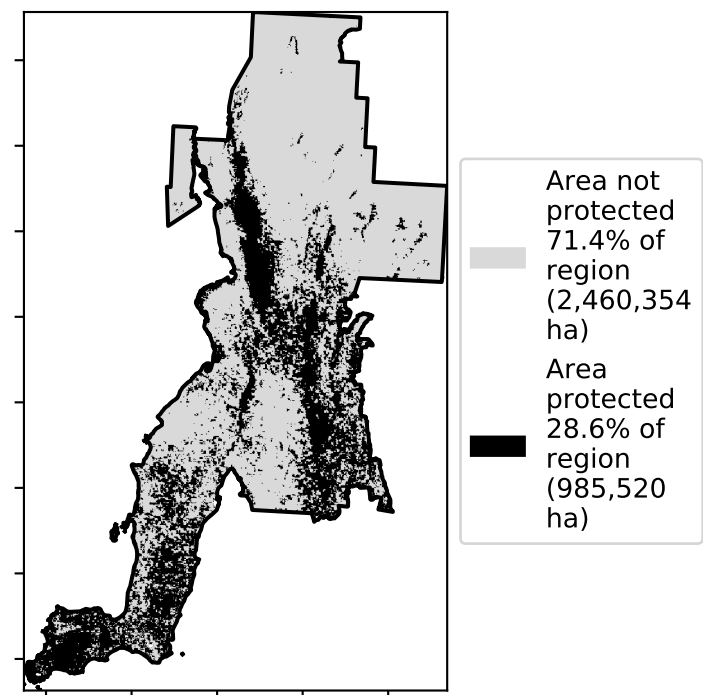 Area not
protected
71.4% of
region
(2,460,354
ha)
Area
protected
28.6% of
region
(985,520
ha)